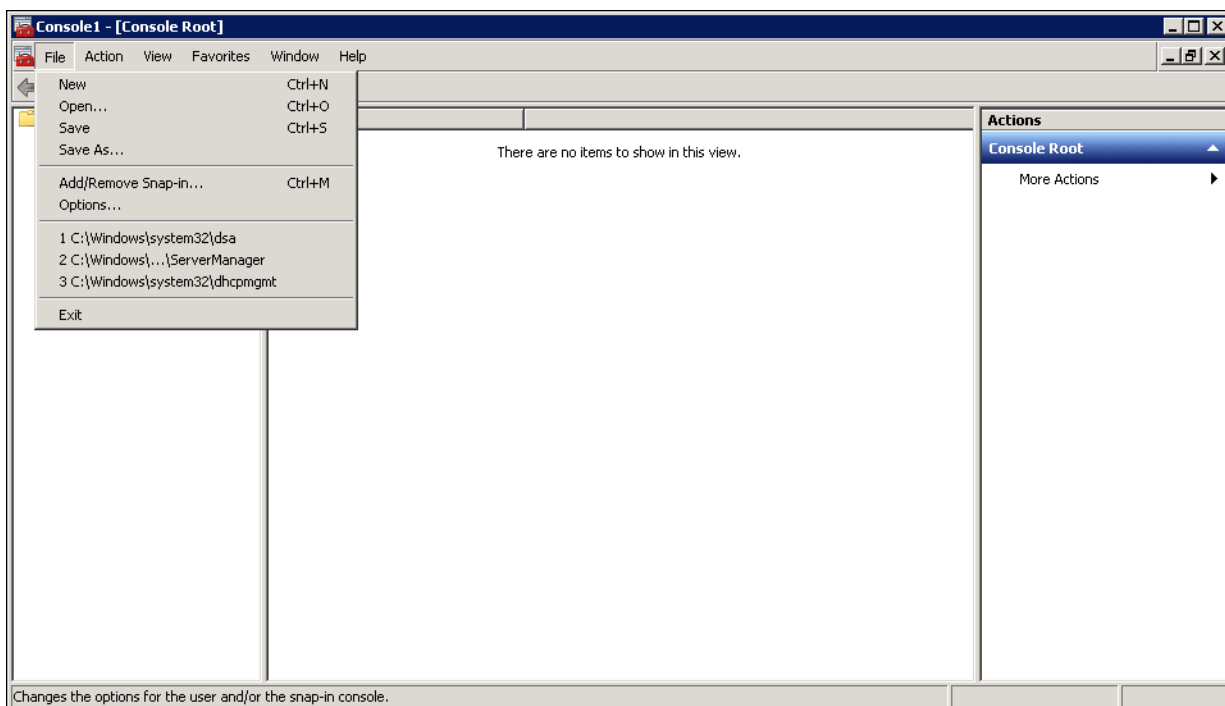 Console1 - [Console Root]
File Action View Favorites Window Help
New Ctrl+N
Open... Ctrl+O
Save Ctrl+S
Save As...
Add/Remove Snap-in... Ctrl+M
Options...
1 C:\Windows\system32\dsa
2 C:\Windows\...\ServerManager
3 C:\Windows\system32\dhcpmgmt
Exit
There are no items to show in this view.
Actions
Console Root
More Actions
Changes the options for the user and/or the snap-in console.